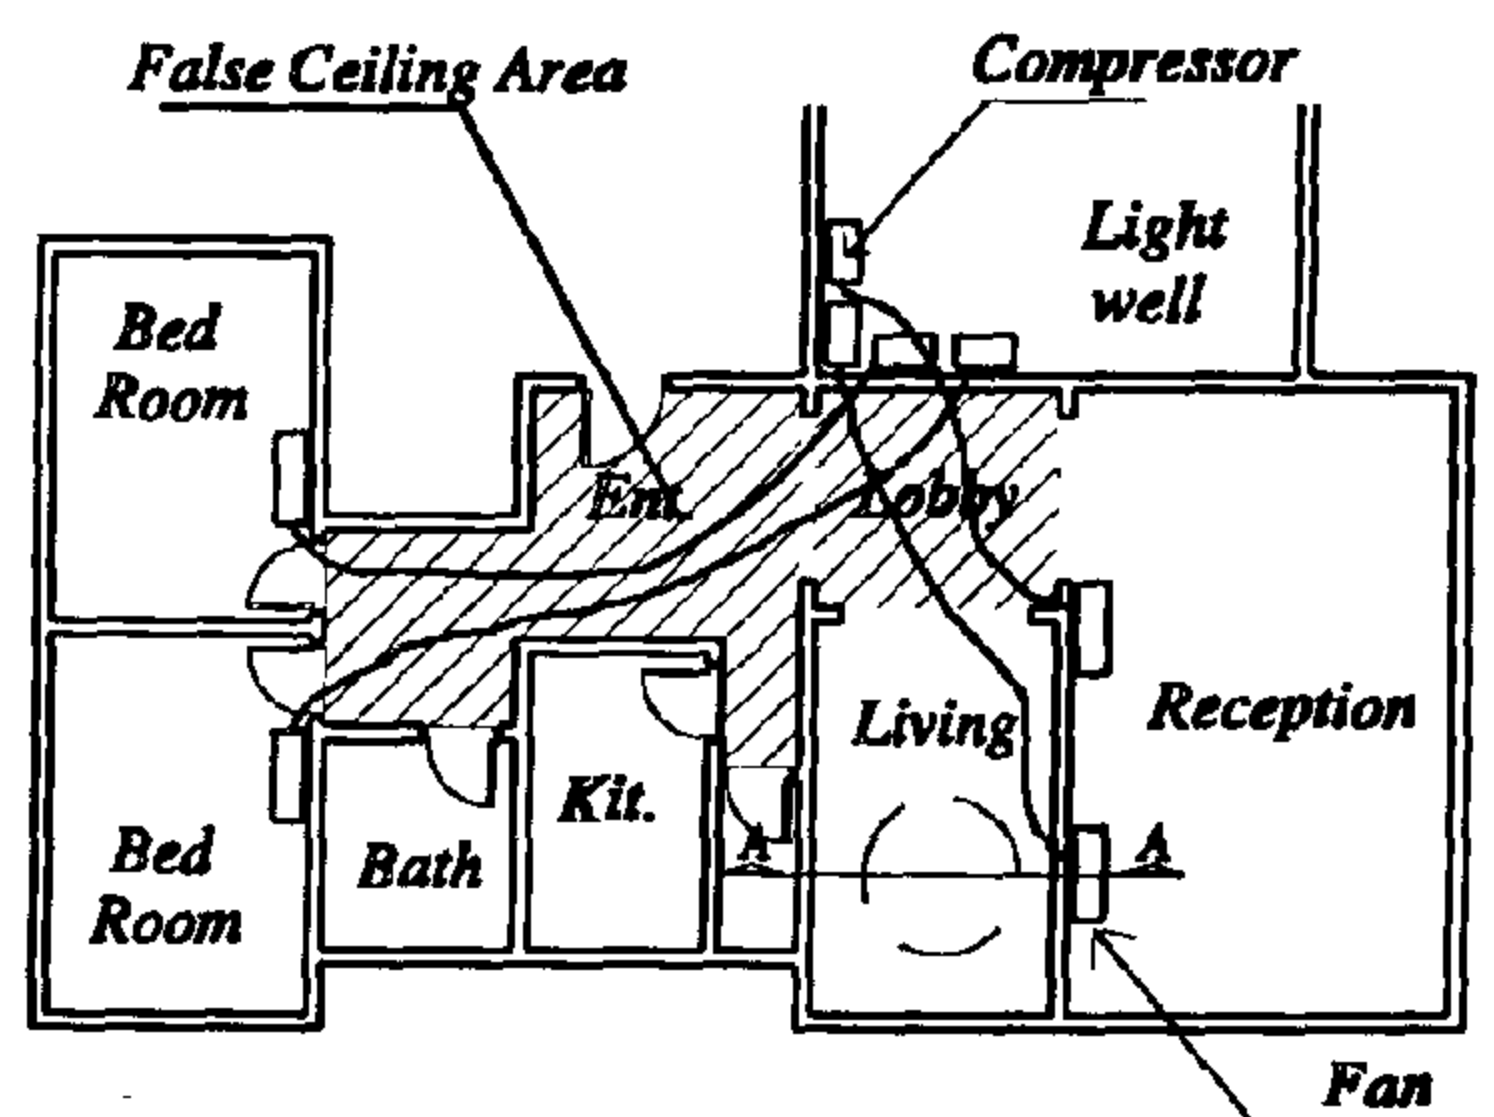 False Ceiling Area
Compressor
Light
well
Bed
Room
Ent.
Lobby
Living
Reception
Kit.
Bath
A
A
Bed
Room
Fan